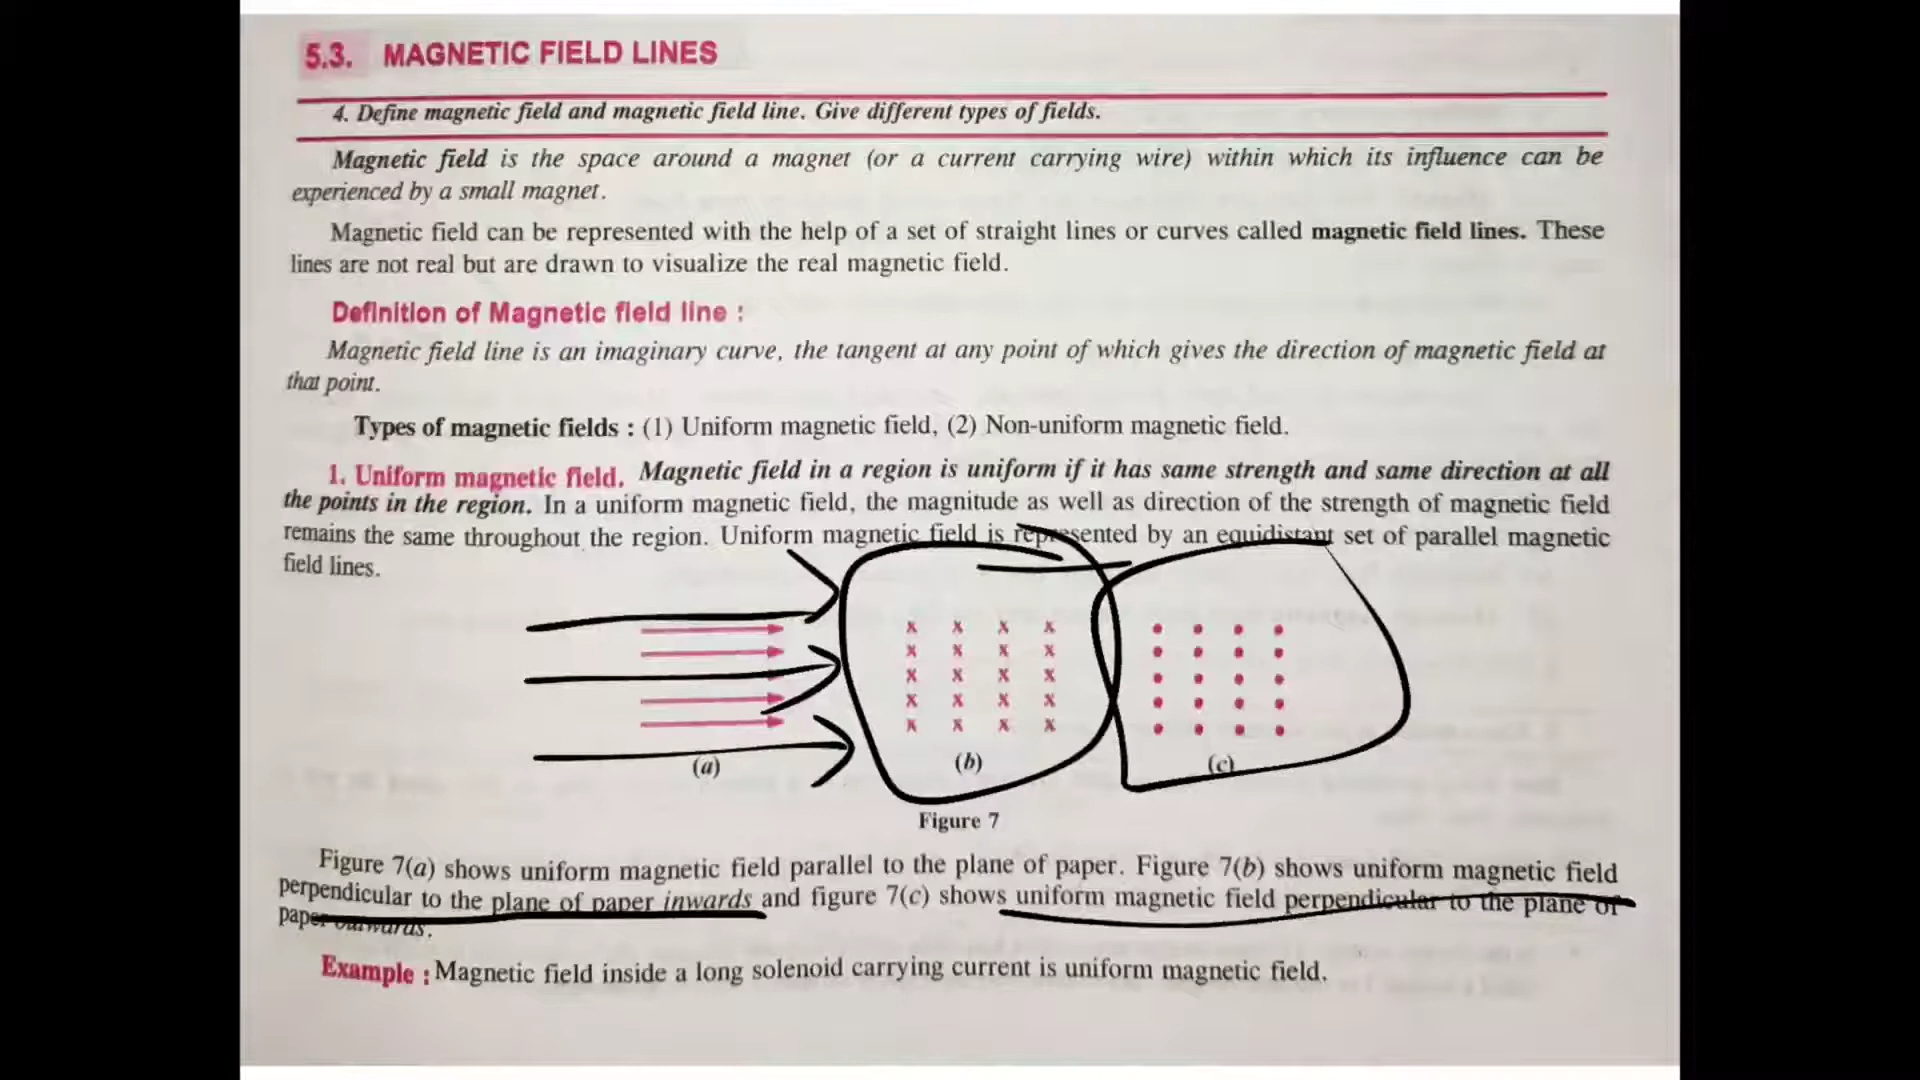 5.3. MAGNETIC FIELD LINES
4. Define magnetic field and magnetic field line. Give different types of fields.
Magnetic field is the space around a magnet (or a current carrying wire) within which its influence can be
experienced by a small magnet.
Magnetic field can be represented with the help of a set of straight lines or curves called magnetic field lines. These
lines are not real but are drawn to visualize the real magnetic field.
Definition of Magnetic field line :
Magnetic field line is an imaginary curve, the tangent at any point of which gives the direction of magnetic field at
that point.
Types of magnetic fields : (1) Uniform magnetic field, (2) Non-uniform magnetic field.
1. Uniform magnetic field. Magnetic field in a region is uniform if it has same strength and same direction at all
the points in the region. In a uniform magnetic field, the magnitude as well as direction of the strength of magnetic field
remains the same throughout the region. Uniform magnetic field is represented by an equidistant set of parallel magnetic
field lines.
x x x x
x x x x
x x x x
x x x x
x x x x
(a) (b) (c)
Figure 7
Figure 7(a) shows uniform magnetic field parallel to the plane of paper. Figure 7(b) shows uniform magnetic field
perpendicular to the plane of paper inwards and figure 7(c) shows uniform magnetic field perpendicular to the plane of
paper outwards.
Example : Magnetic field inside a long solenoid carrying current is uniform magnetic field.